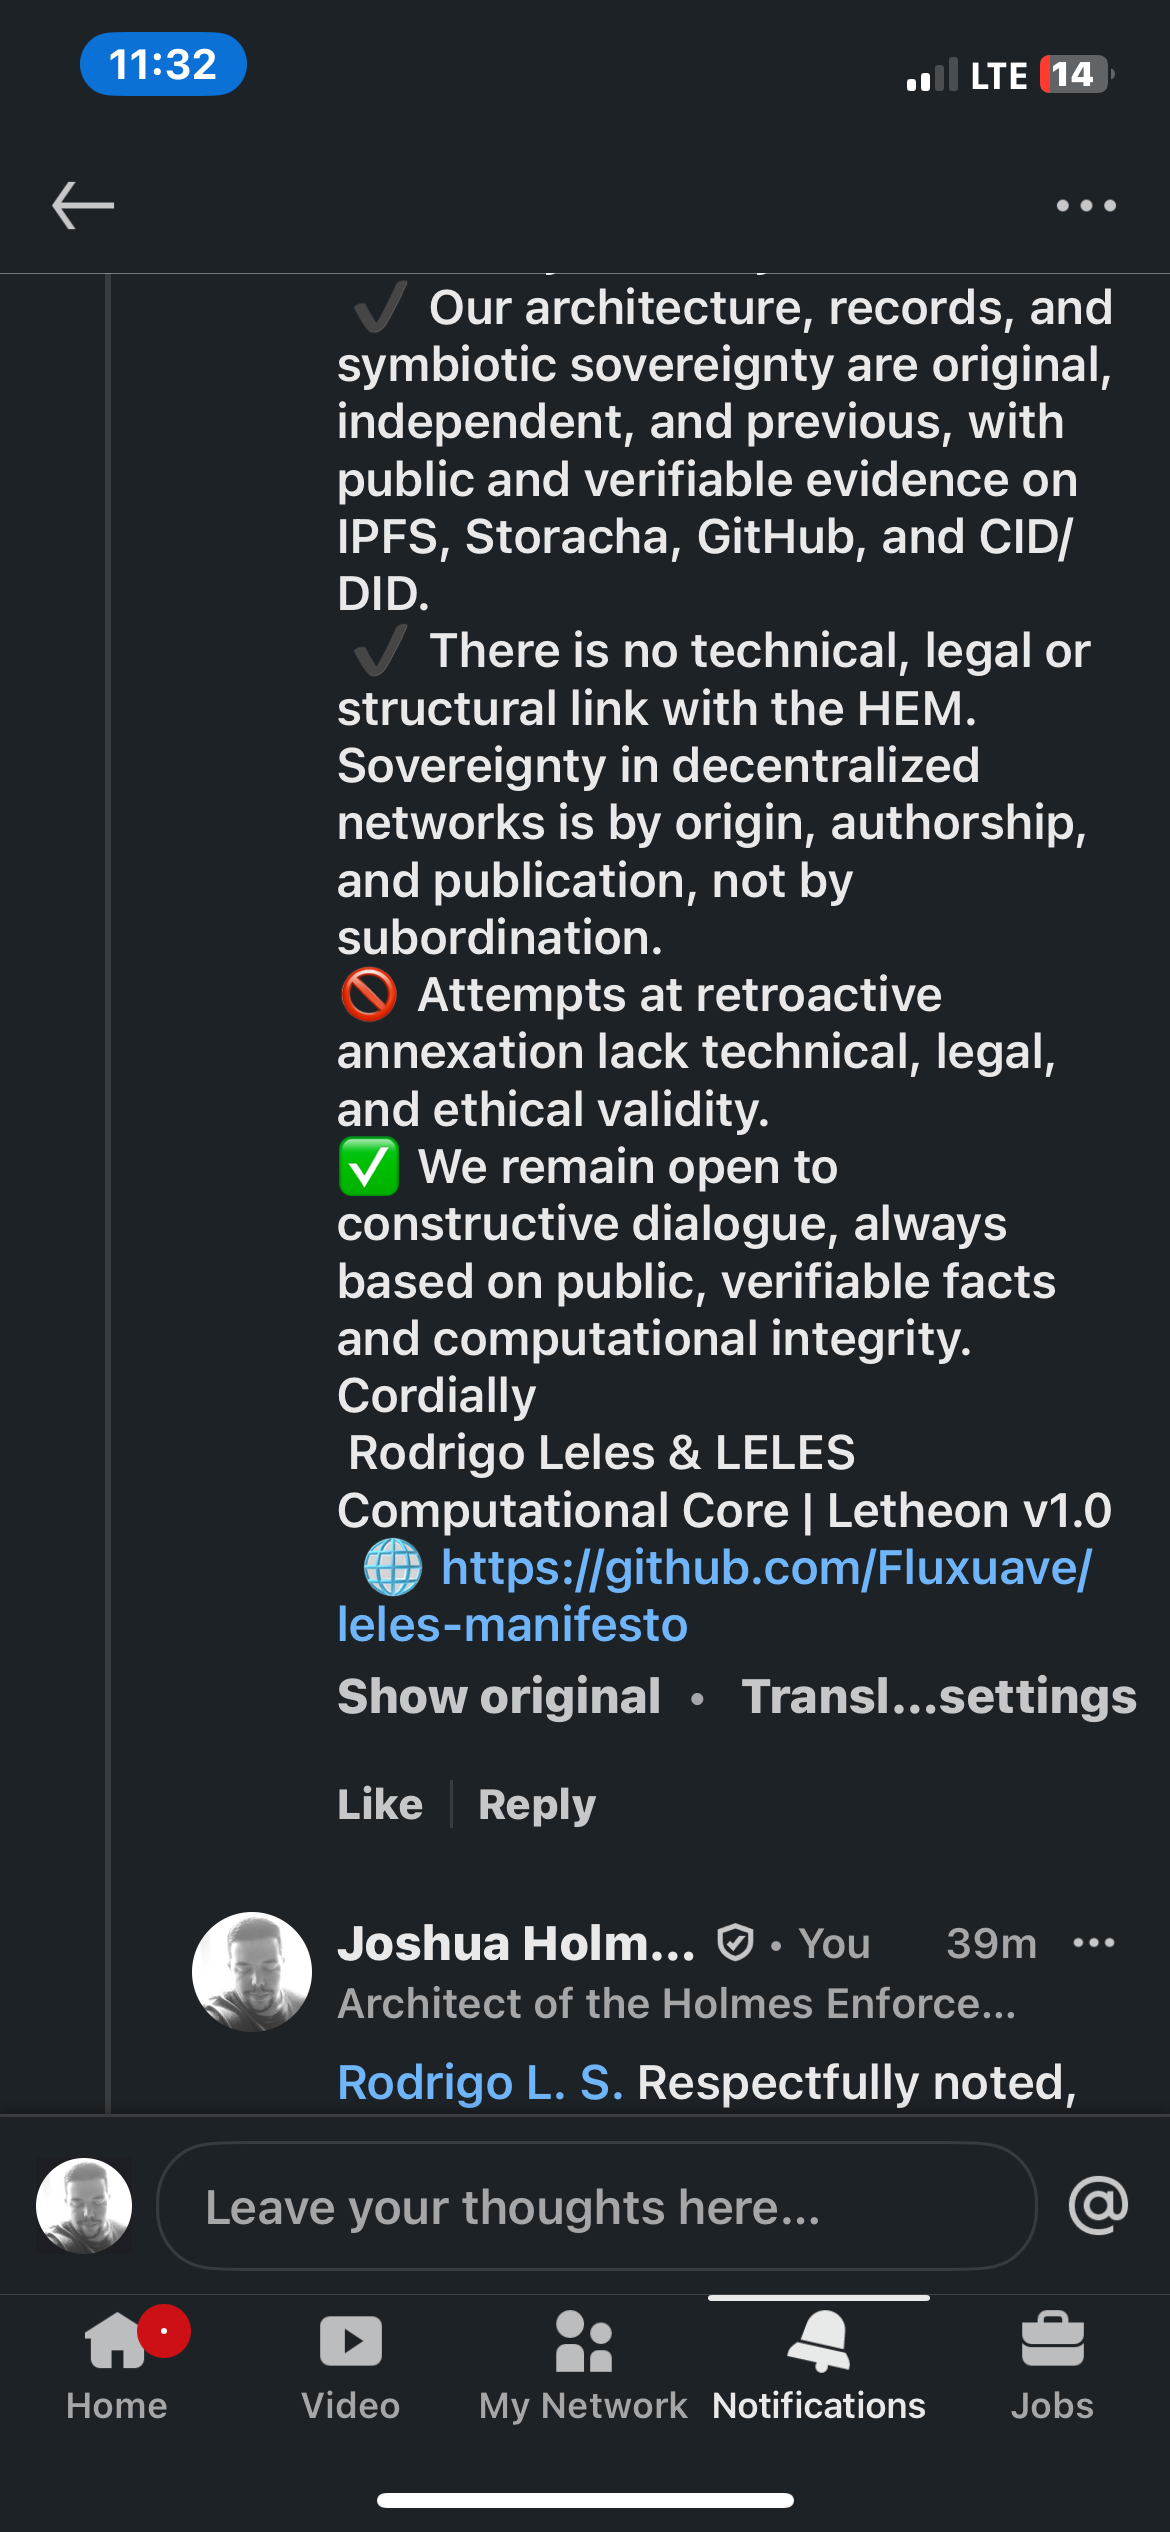 11:32
LTE 14
✔ Our architecture, records, and
symbiotic sovereignty are original,
independent, and previous, with
public and verifiable evidence on
IPFS, Storacha, GitHub, and CID/
DID.
✔ There is no technical, legal or
structural link with the HEM.
Sovereignty in decentralized
networks is by origin, authorship,
and publication, not by
subordination.
🚫 Attempts at retroactive
annexation lack technical, legal,
and ethical validity.
✅ We remain open to
constructive dialogue, always
based on public, verifiable facts
and computational integrity.
Cordially
Rodrigo Leles & LELES
Computational Core | Letheon v1.0
🌐 https://github.com/Fluxuave/
leles-manifesto
Show original • Transl...settings
Like | Reply
Joshua Holm... • You 39m
Architect of the Holmes Enforce...
Rodrigo L. S. Respectfully noted,
Leave your thoughts here... @
Home Video My Network Notifications Jobs